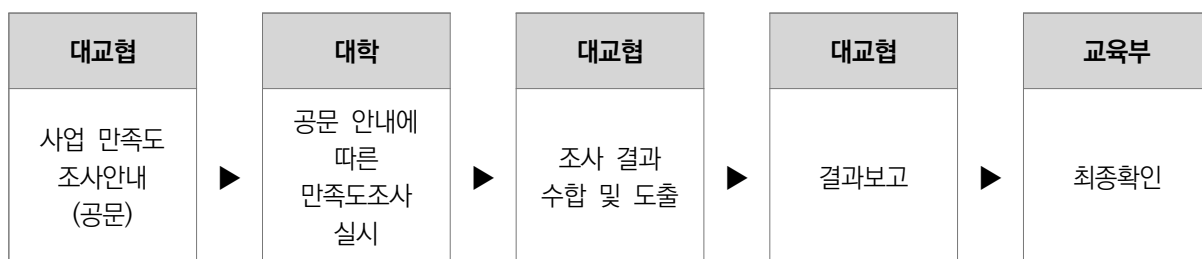 대교협
사업 만족도
조사안내
(공문)
▶
대학
공문 안내에
따른
만족도조사
실시
▶
대교협
조사 결과
수합 및 도출
▶
대교협
결과보고
▶
교육부
최종확인